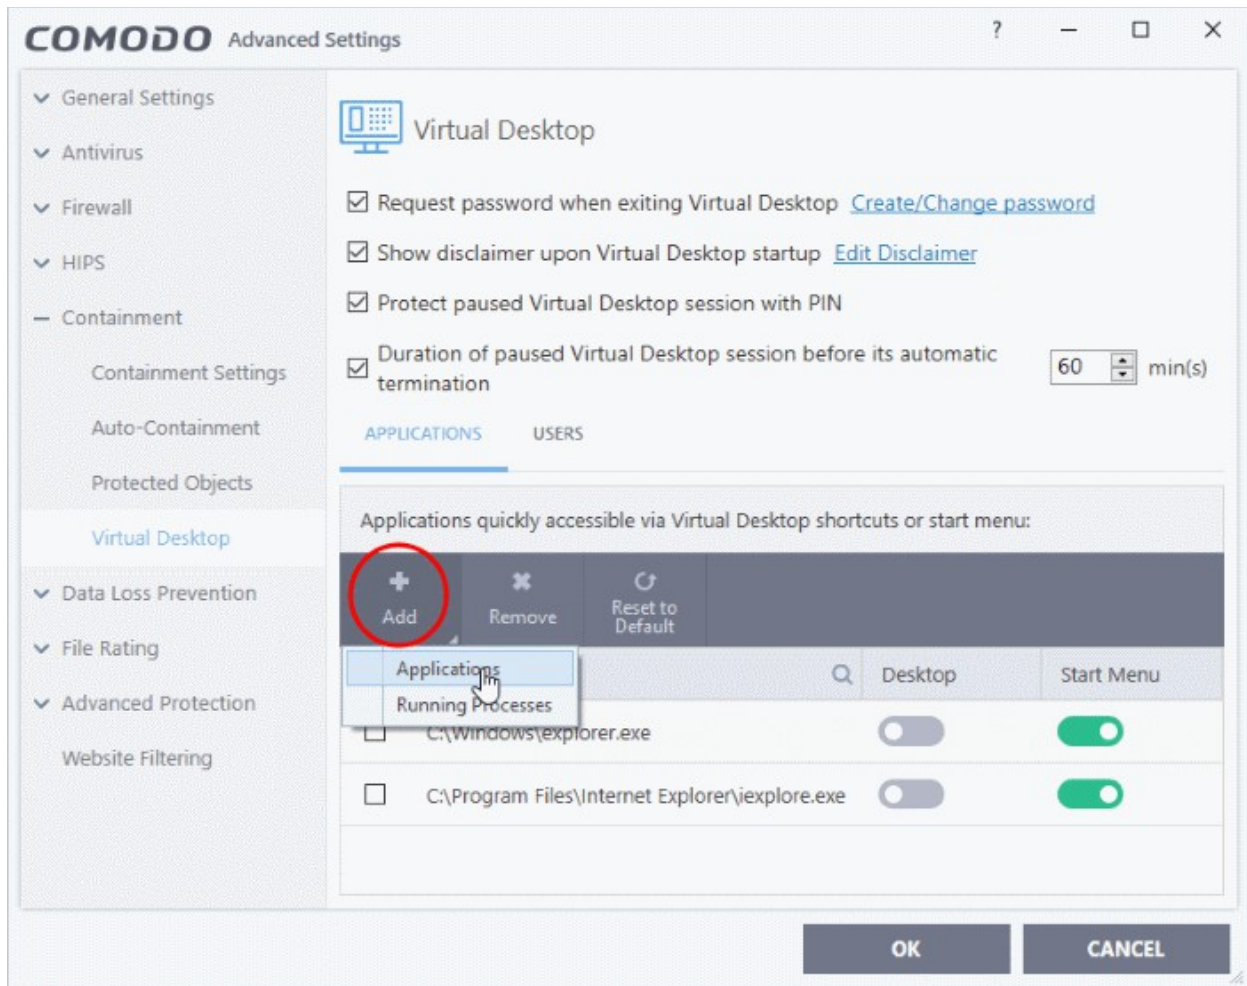 COMODO Advanced Settings ?
General Settings
Antivirus
Firewall
HIPS
Containment
Containment Settings
Auto-Containment
Protected Objects
Virtual Desktop
Data Loss Prevention
File Rating
Advanced Protection
Website Filtering
Virtual Desktop
Request password when exiting Virtual Desktop Create/Change password
Show disclaimer upon Virtual Desktop startup Edit Disclaimer
Protect paused Virtual Desktop session with PIN
Duration of paused Virtual Desktop session before its automatic
termination
60 min(s)
APPLICATIONS USERS
Applications quickly accessible via Virtual Desktop shortcuts or start menu:
Add Remove Reset to
Default
Applications
Running Processes
Desktop Start Menu
C:\Windows\explorer.exe
C:\Program Files\Internet Explorer\iexplore.exe
OK CANCEL